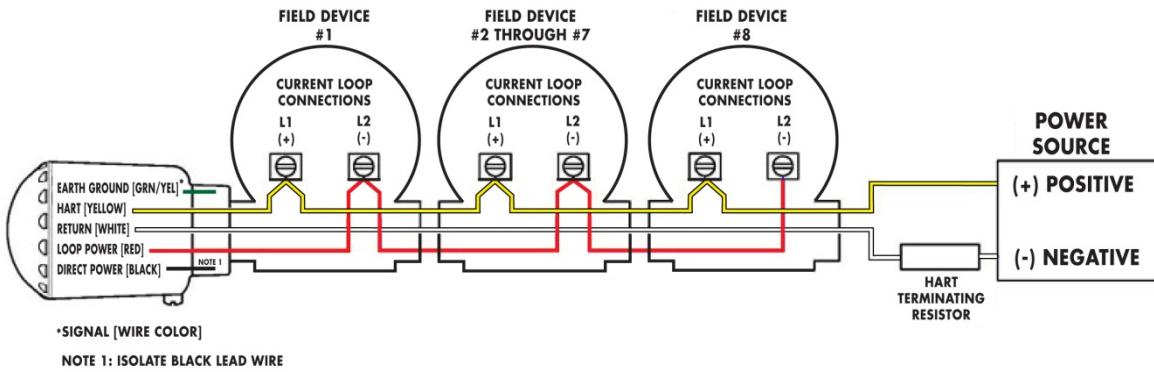 FIELD DEVICE
#1
FIELD DEVICE
#2 THROUGH #7
FIELD DEVICE
#8
CURRENT LOOP
CONNECTIONS
L1
(+)
L2
(-)
CURRENT LOOP
CONNECTIONS
L1
(+)
L2
(-)
CURRENT LOOP
CONNECTIONS
L1
(+)
L2
(-)
POWER
SOURCE
(+) POSITIVE
(-) NEGATIVE
EARTH GROUND [GRN/YEL]*
HART [YELLOW]
RETURN [WHITE]
LOOP POWER [RED]
DIRECT POWER [BLACK]
NOTE 1
HART
TERMINATING
RESISTOR
*SIGNAL [WIRE COLOR]
NOTE 1: ISOLATE BLACK LEAD WIRE